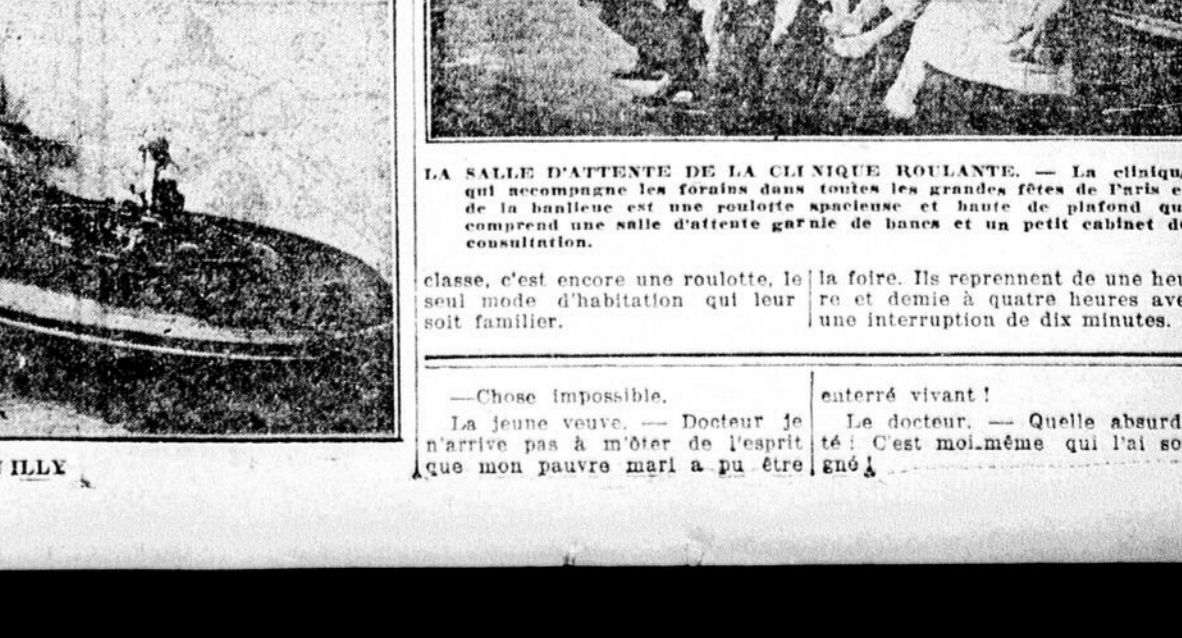 ILLY
LA SALLE D'ATTENTE DE LA CLINIQUE ROULANTE. — La cliniqu
qui accompagne les forains dans toutes les grandes fêtes de Paris e
de la banlieue est une roulotte spacieuse et haute de plafond qu
comprend une salle d'attente garnie de bancs et un petit cabinet d
consultation.
classe, c'est encore une roulotte, le
seul mode d'habitation qui leur
soit familier.
la foire. Ils reprennent de une heu
re et demie à quatre heures ave
une interruption de dix minutes.
—Chose impossible.
La jeune veuve. — Docteur je
n'arrive pas à m'ôter de l'esprit
que mon pauvre mari a pu être
enterré vivant !
Le docteur. — Quelle absurd
té : C'est moi-même qui l'ai so
gné !